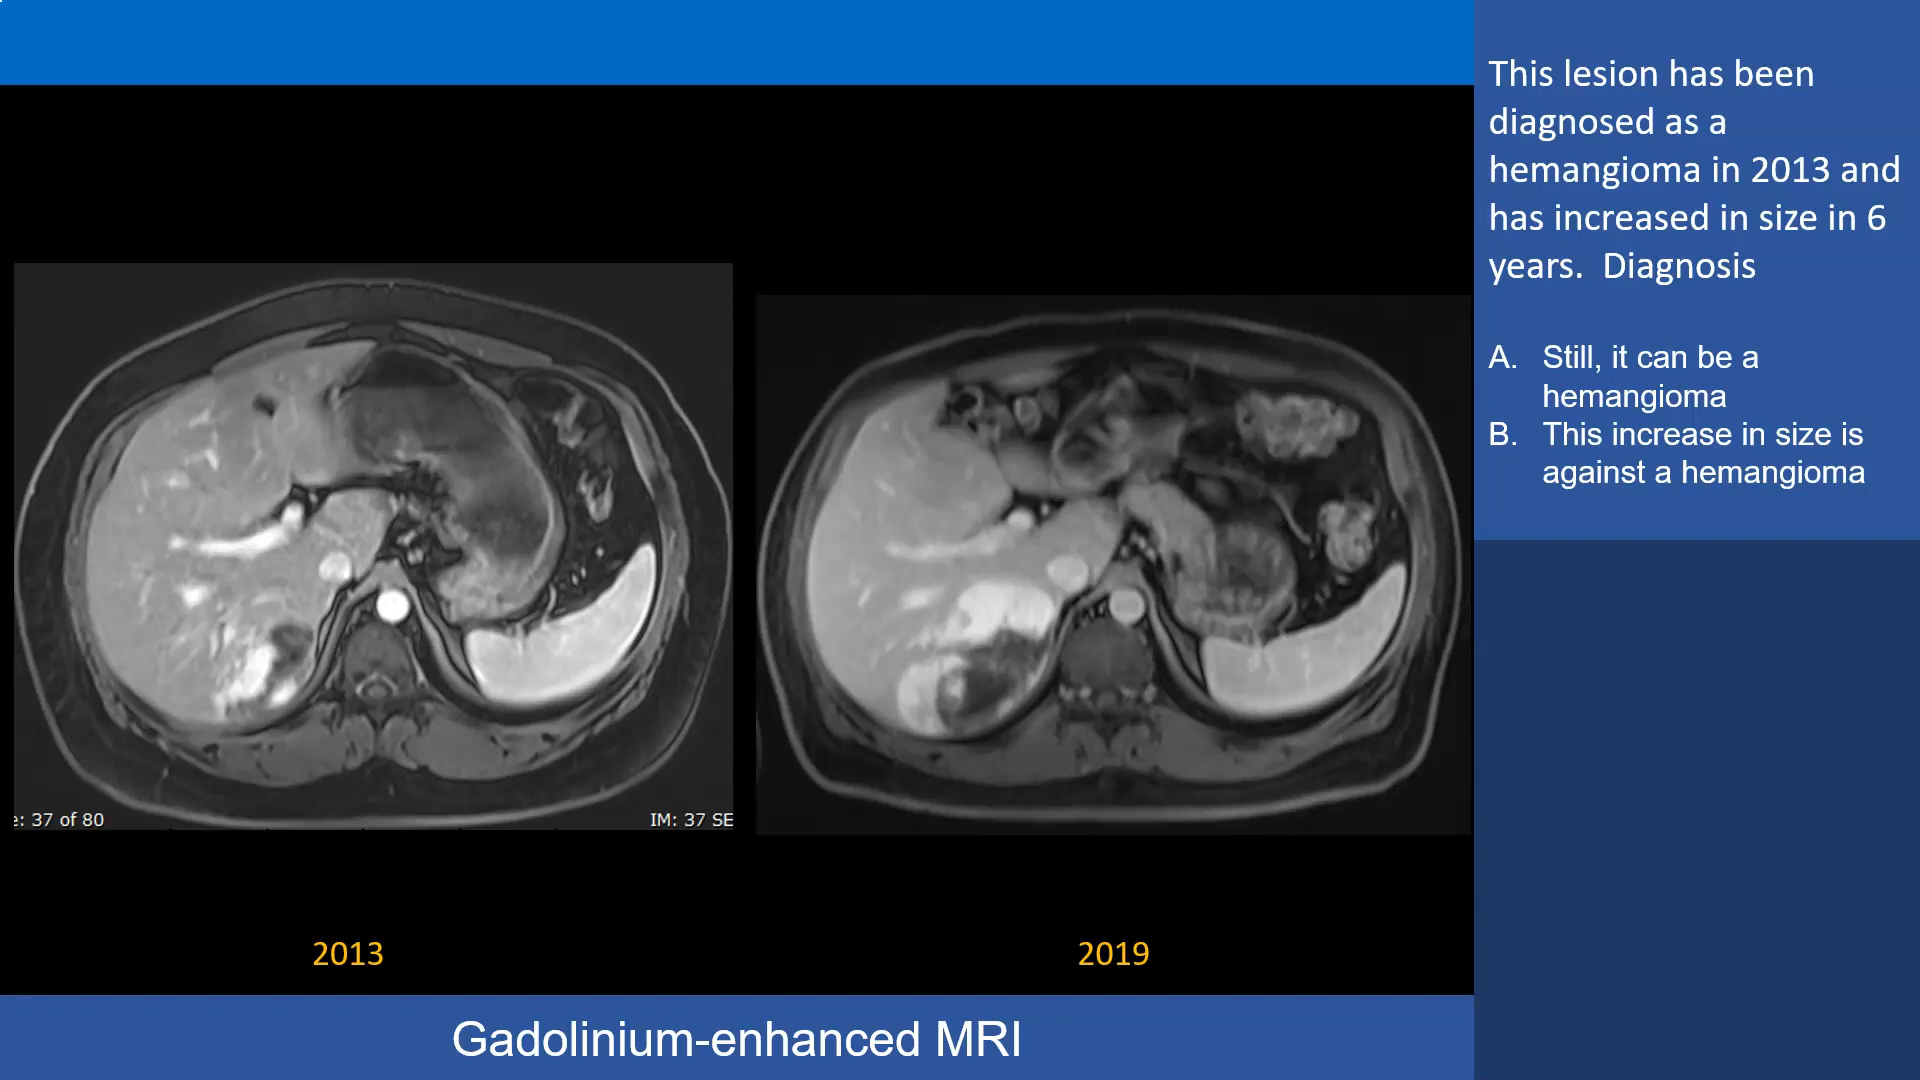 This lesion has been
diagnosed as a
hemangioma in 2013 and
has increased in size in 6
years.  Diagnosis
A. Still, it can be a
hemangioma
B. This increase in size is
against a hemangioma
e: 37 of 80
IM: 37 SE
2013
2019
Gadolinium-enhanced MRI